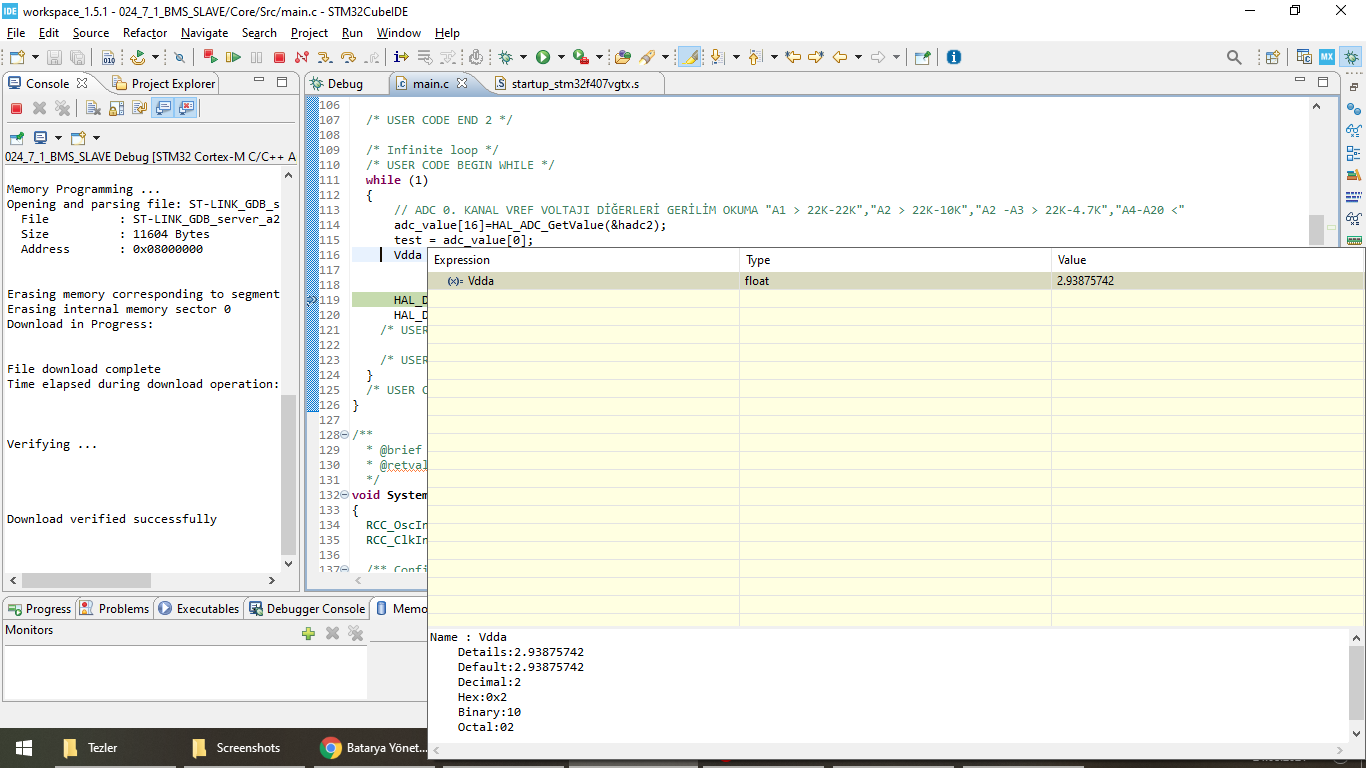 workspace_1.5.1 - 024_7_1_BMS_SLAVE/Core/Src/main.c - STM32CubeIDE
File Edit Source Refactor Navigate Search Project Run Window Help
Console Project Explorer
Debug main.c startup_stm32f407vgtx.s
024_7_1_BMS_SLAVE Debug [STM32 Cortex-M C/C++ A
Memory Programming ...
Opening and parsing file: ST-LINK_GDB_s
File : ST-LINK_GDB_server_a2
Size : 11604 Bytes
Address : 0x08000000
Erasing memory corresponding to segment
Erasing internal memory sector 0
Download in Progress:
File download complete
Time elapsed during download operation:
Verifying ...
Download verified successfully
106
107 /* USER CODE END 2 */
108
109 /* Infinite loop */
110 /* USER CODE BEGIN WHILE */
111 while (1)
112 {
113 // ADC 0. KANAL VREF VOLTAJI DİĞERLERİ GERİLİM OKUMA "A1 > 22K-22K","A2 > 22K-10K","A2 -A3 > 22K-4.7K","A4-A20 <"
114 adc_value[16]=HAL_ADC_GetValue(&hadc2);
115 test = adc_value[0];
116 Vdda
117
118
119 HAL_D
120 HAL_D
121 /* USER
122
123 /* USER
124 }
125 /* USER C
126 }
127
128 /**
129 * @brief
130 * @retval
131 */
132 void System
133 {
134 RCC_OscIn
135 RCC_ClkIn
136
137 /** Confi
Expression Type Value
(x)= Vdda float 2.93875742
Name : Vdda
Details:2.93875742
Default:2.93875742
Decimal:2
Hex:0x2
Binary:10
Octal:02
Progress Problems Executables Debugger Console Memo
Monitors
Tezler Screenshots Batarya Yönet...